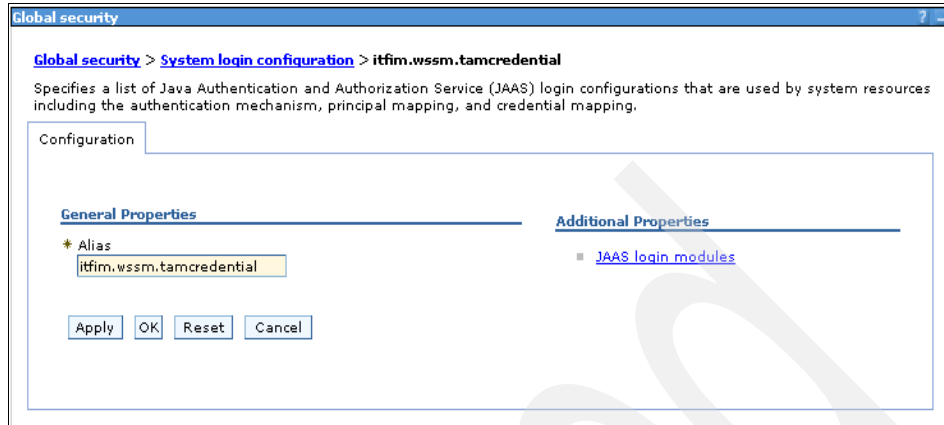 Global security ? –
Global security > System login configuration > itfim.wssm.tamcredential
Specifies a list of Java Authentication and Authorization Service (JAAS) login configurations that are used by system resources
including the authentication mechanism, principal mapping, and credential mapping.
Configuration
General Properties
* Alias
itfim.wssm.tamcredential
Apply OK Reset Cancel
Additional Properties
JAAS login modules